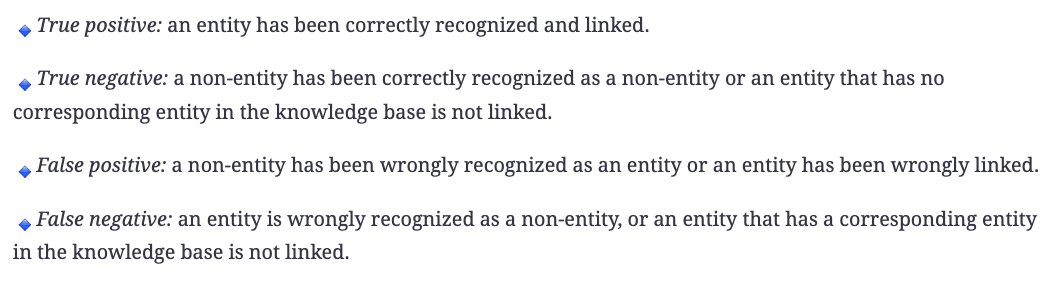 True positive: an entity has been correctly recognized and linked.
True negative: a non-entity has been correctly recognized as a non-entity or an entity that has no
corresponding entity in the knowledge base is not linked.
False positive: a non-entity has been wrongly recognized as an entity or an entity has been wrongly linked.
False negative: an entity is wrongly recognized as a non-entity, or an entity that has a corresponding entity
in the knowledge base is not linked.